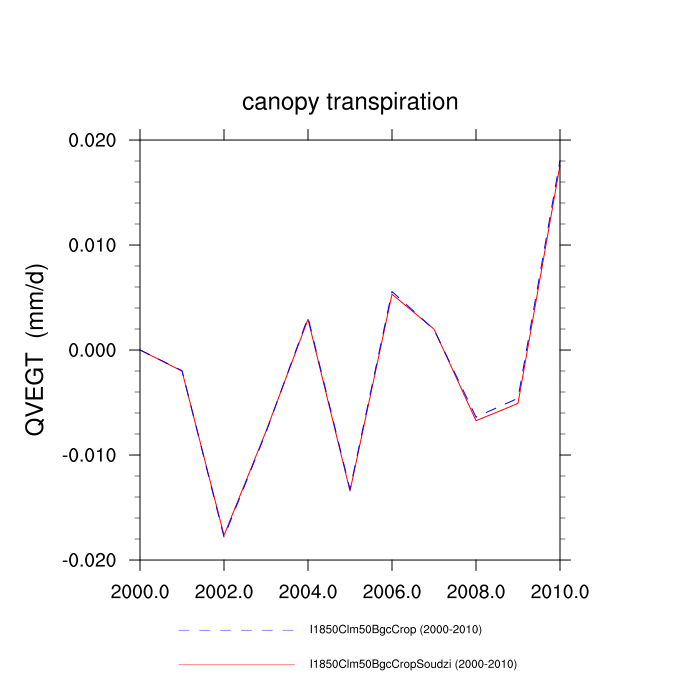 canopy transpiration
0.020
0.010
0.000
-0.010
-0.020
QVEGT (mm/d)
2000.0 2002.0 2004.0 2006.0 2008.0 2010.0
I1850Clm50BgcCrop (2000-2010)
I1850Clm50BgcCropSoudzi (2000-2010)